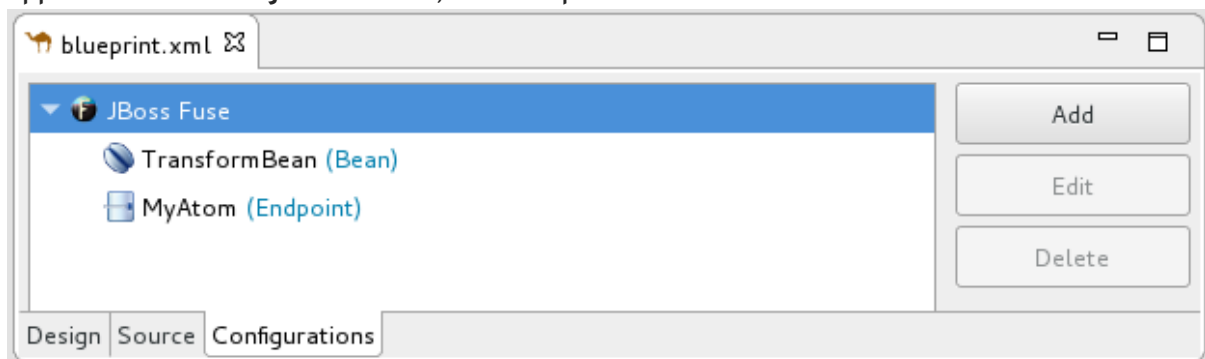 blueprint.xml
JBoss Fuse
TransformBean (Bean)
MyAtom (Endpoint)
Add
Edit
Delete
Design Source Configurations